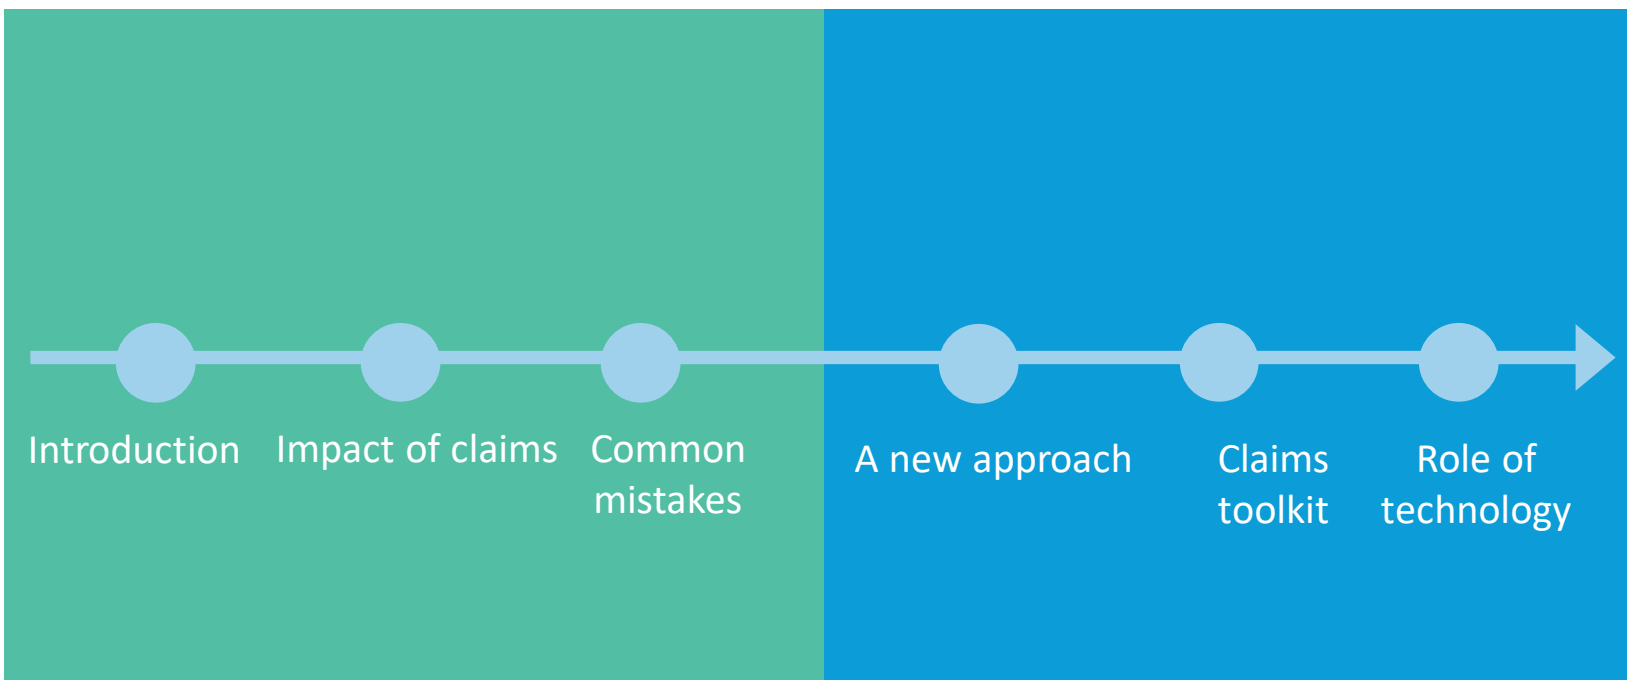 Introduction
Impact of claims
Common
mistakes
A new approach
Claims
toolkit
Role of
technology